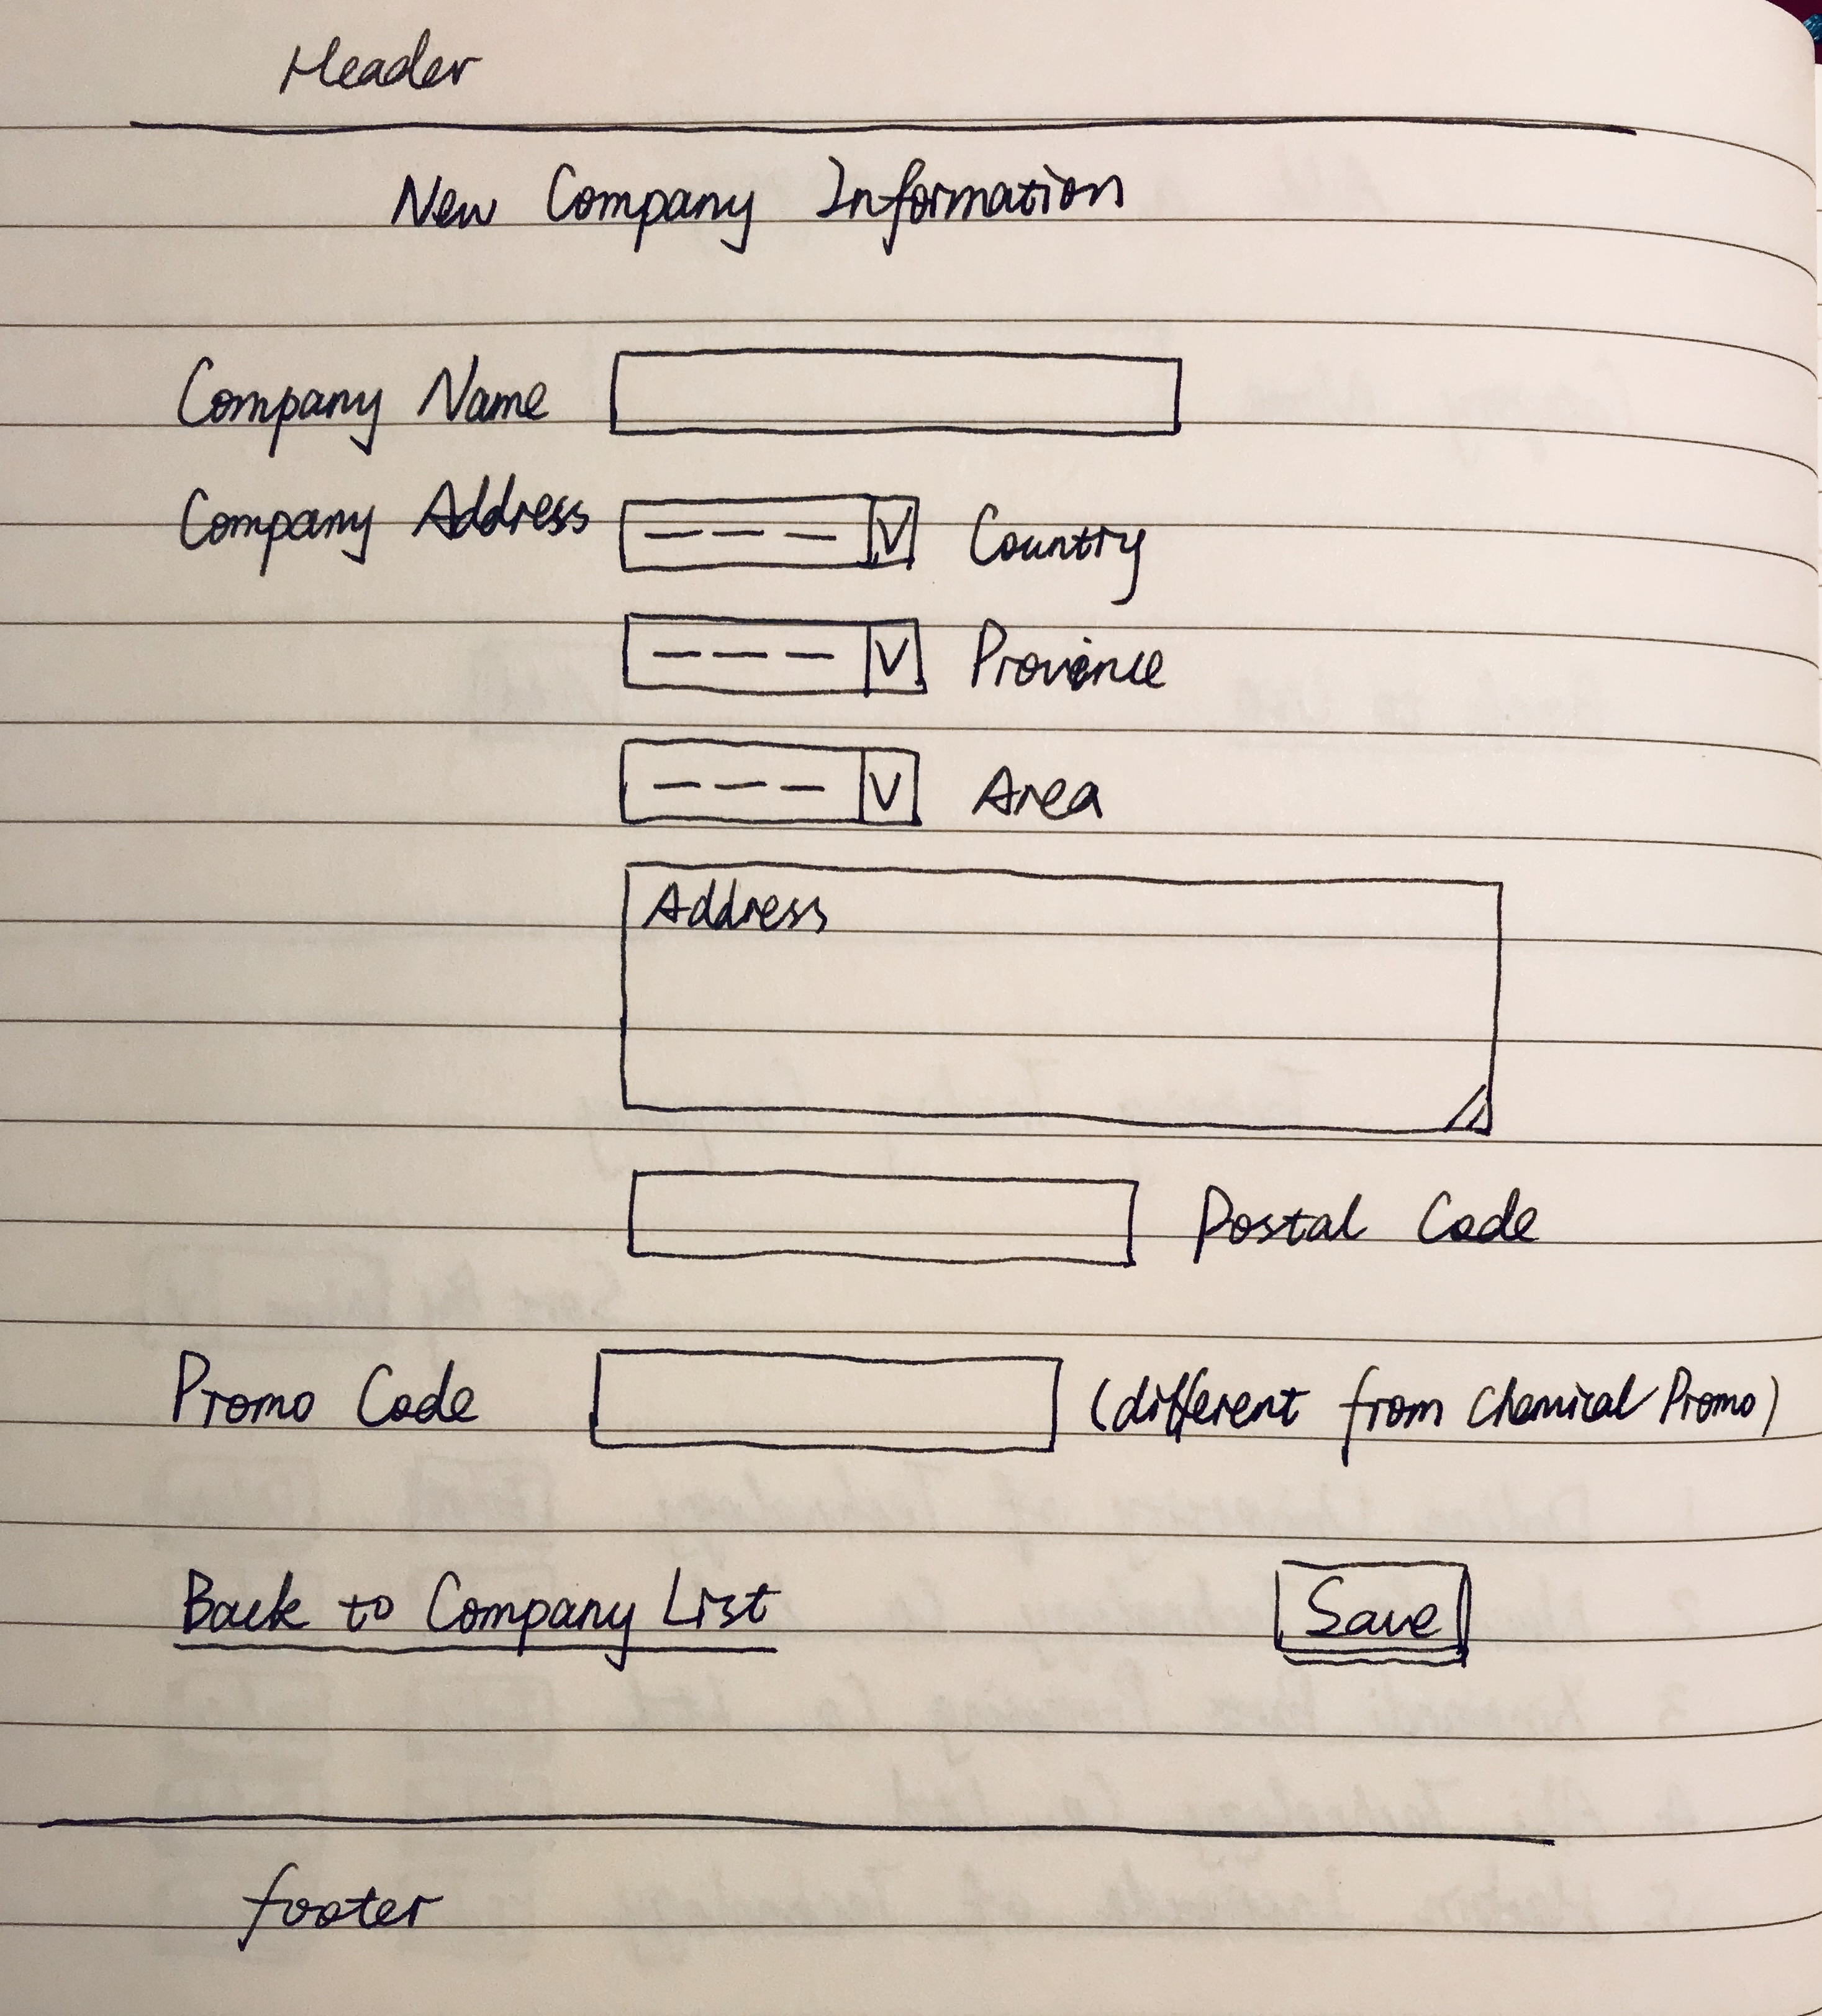 Header
New Company Information
Company Name
Company Address --- V Country
--- V Province
--- V Area
Address
Postal Code
Promo Code (different from Chemical Promo)
Back to Company List Save
footer